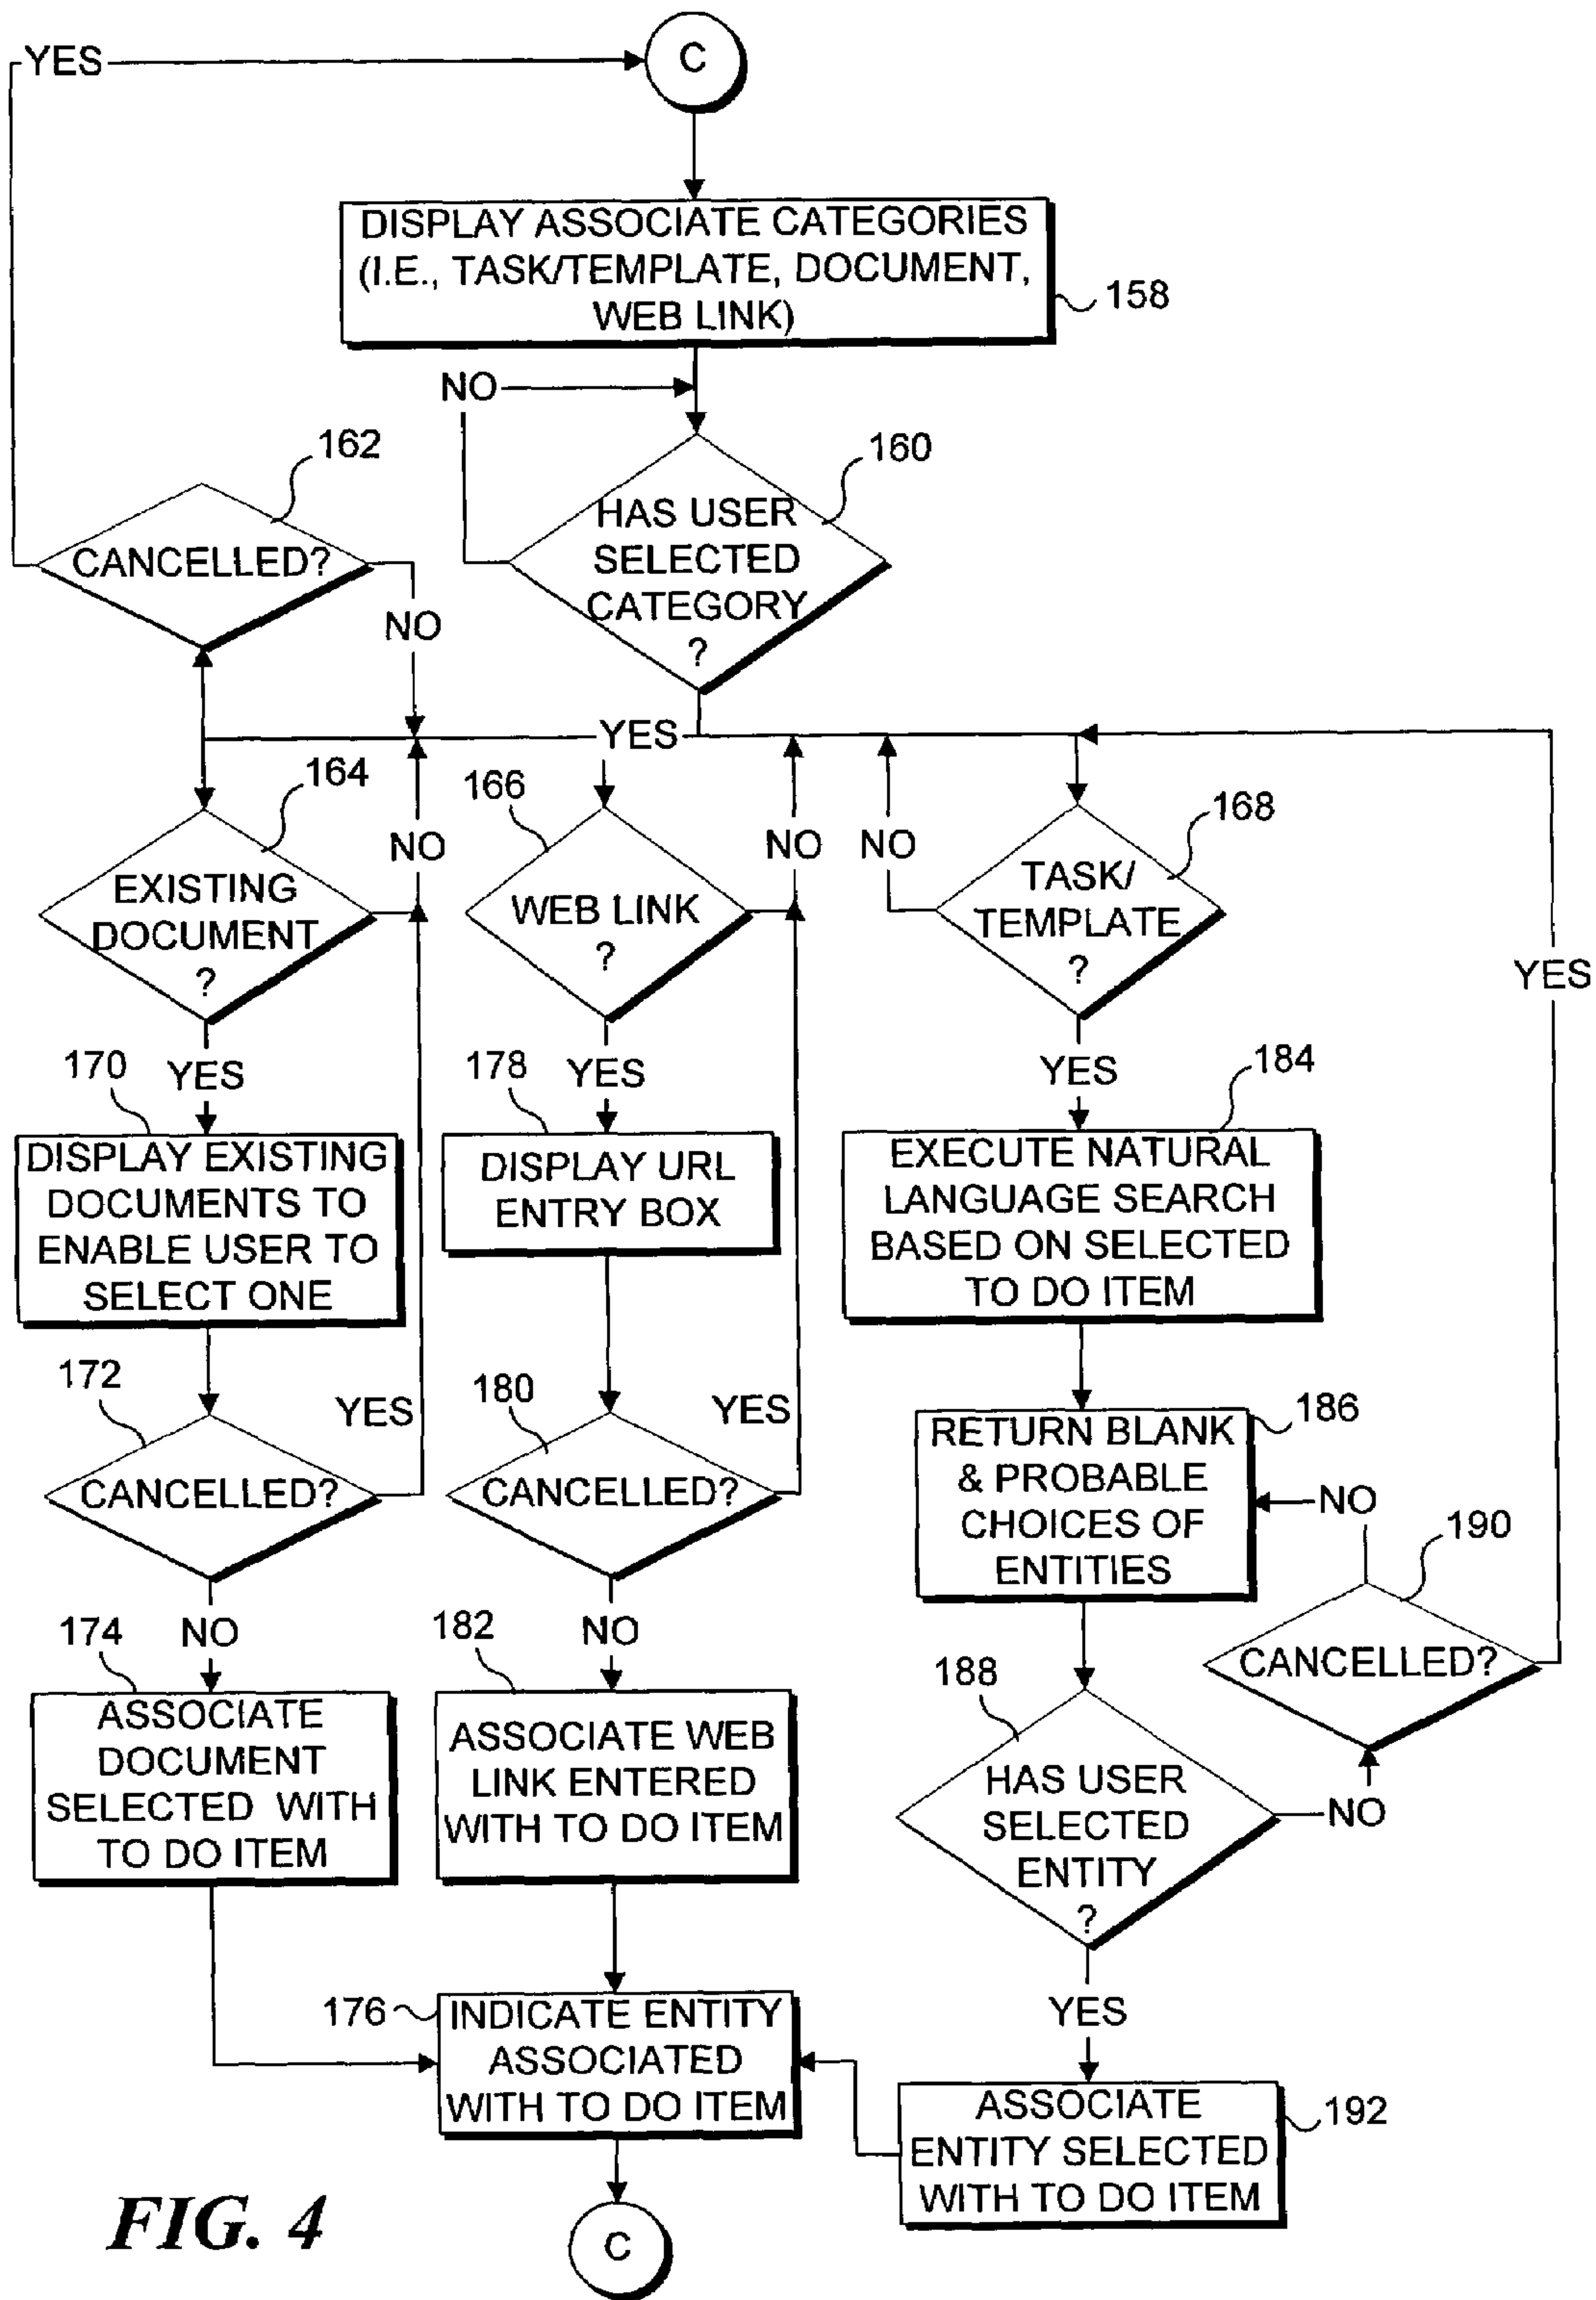 C
YES
DISPLAY ASSOCIATE CATEGORIES
(I.E., TASK/TEMPLATE, DOCUMENT,
WEB LINK)
158
NO
162
CANCELLED?
NO
160
HAS USER
SELECTED
CATEGORY
?
YES
164
EXISTING
DOCUMENT
?
NO
166
WEB LINK
?
NO
NO
168
TASK/
TEMPLATE
?
YES
YES
170
DISPLAY EXISTING
DOCUMENTS TO
ENABLE USER TO
SELECT ONE
YES
178
DISPLAY URL
ENTRY BOX
YES
184
EXECUTE NATURAL
LANGUAGE SEARCH
BASED ON SELECTED
TO DO ITEM
172
CANCELLED?
YES
180
CANCELLED?
YES
186
RETURN BLANK
& PROBABLE
CHOICES OF
ENTITIES
NO
190
CANCELLED?
NO
174
ASSOCIATE
DOCUMENT
SELECTED WITH
TO DO ITEM
NO
182
ASSOCIATE WEB
LINK ENTERED
WITH TO DO ITEM
188
HAS USER
SELECTED
ENTITY
?
NO
YES
176
INDICATE ENTITY
ASSOCIATED
WITH TO DO ITEM
ASSOCIATE
ENTITY SELECTED
WITH TO DO ITEM
192
C
FIG. 4